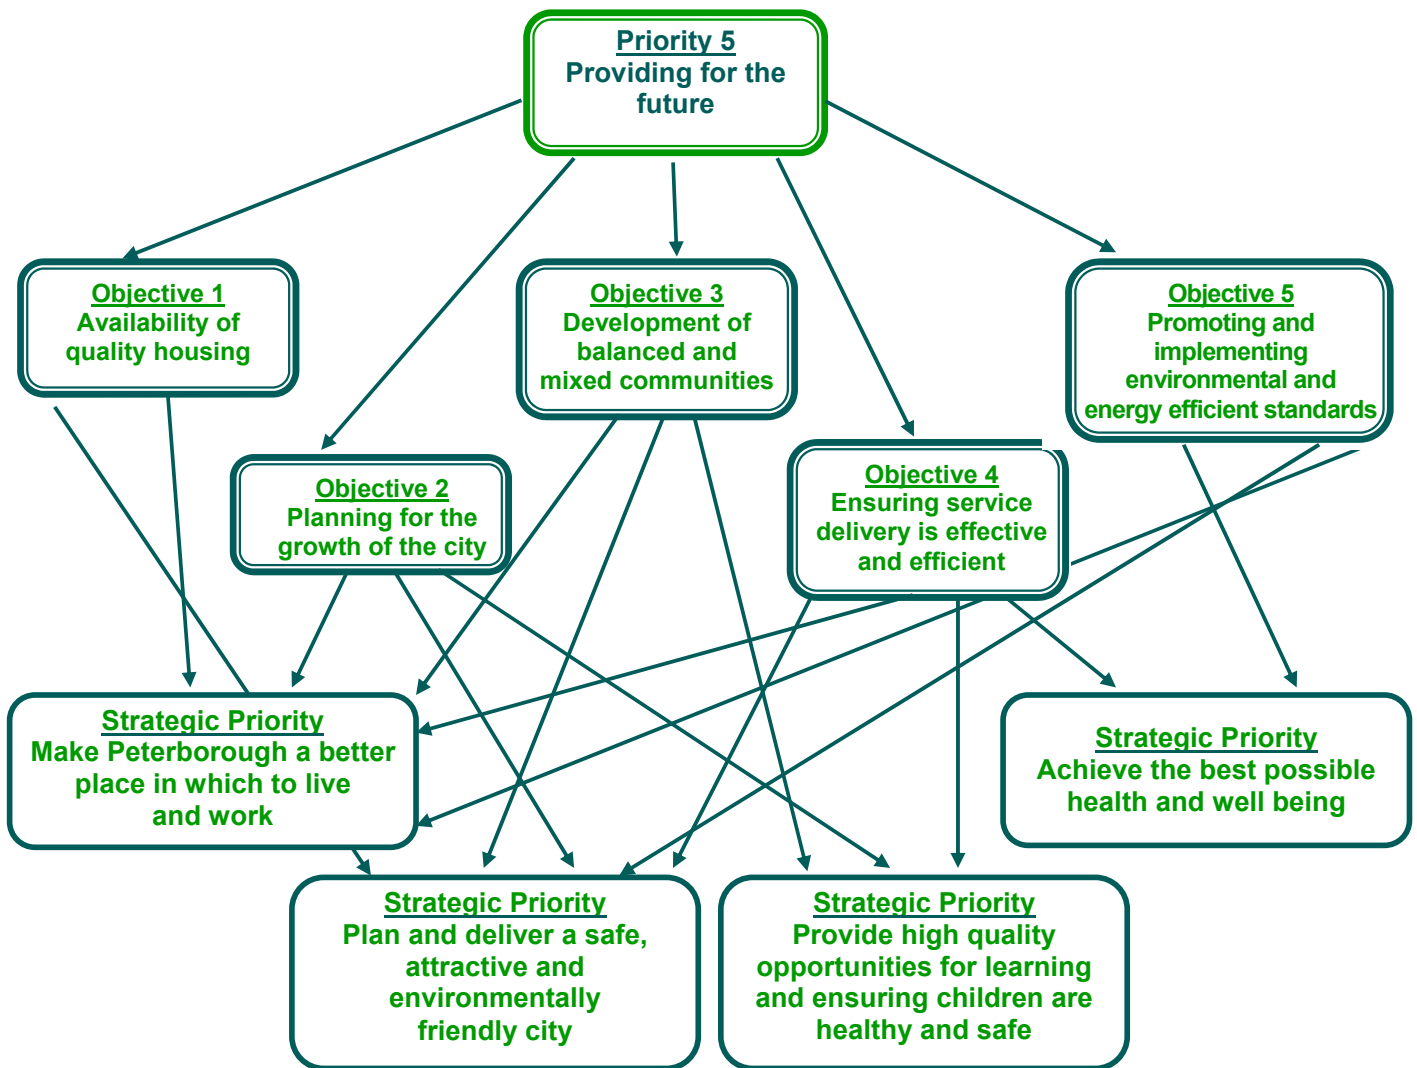 Priority 5
Providing for the
future
Objective 1
Availability of
quality housing
Objective 3
Development of
balanced and
mixed communities
Objective 5
Promoting and
implementing
environmental and
energy efficient standards
Objective 2
Planning for the
growth of the city
Objective 4
Ensuring service
delivery is effective
and efficient
Strategic Priority
Make Peterborough a better
place in which to live
and work
Strategic Priority
Achieve the best possible
health and well being
Strategic Priority
Plan and deliver a safe,
attractive and
environmentally
friendly city
Strategic Priority
Provide high quality
opportunities for learning
and ensuring children are
healthy and safe